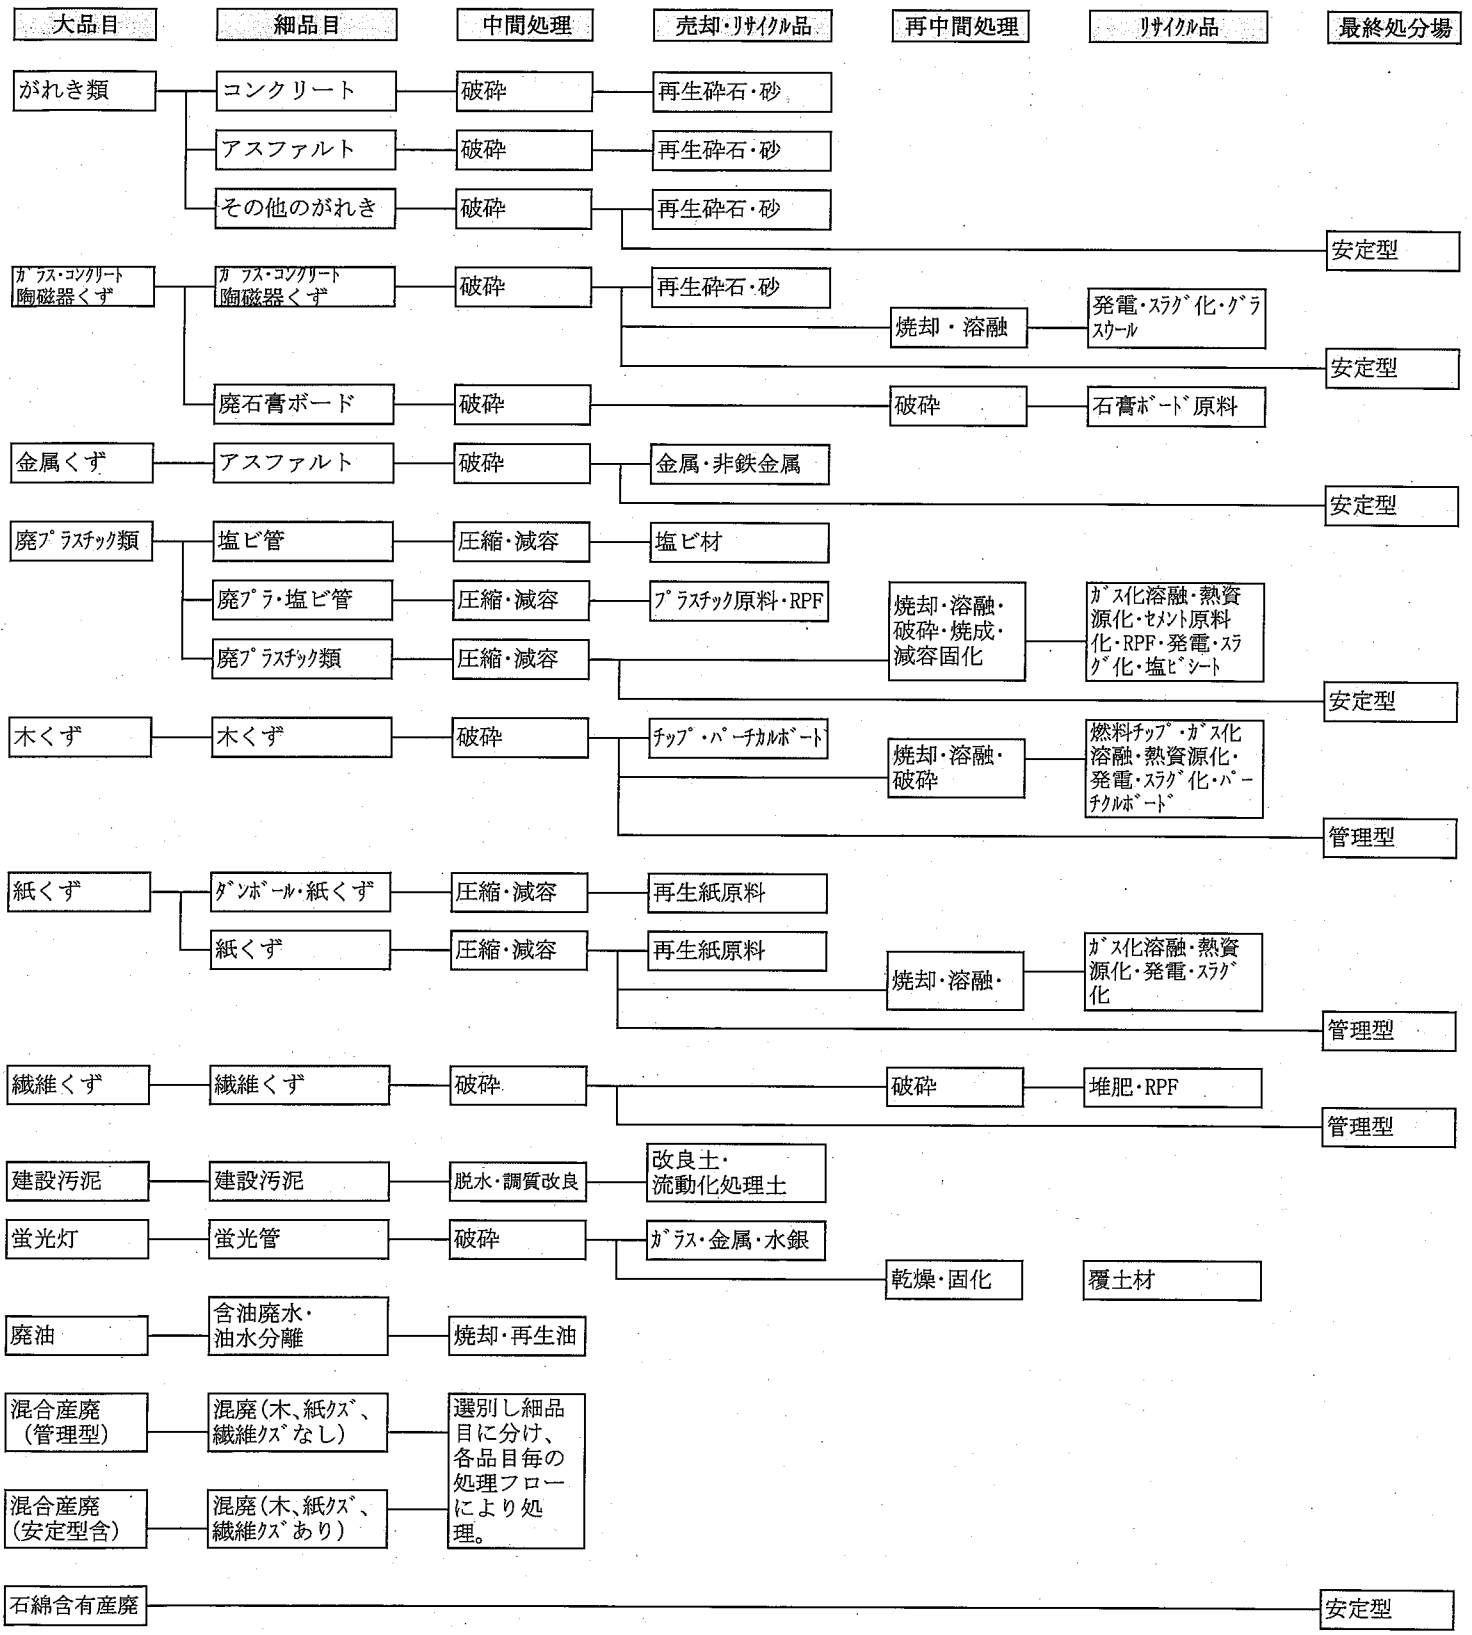 大品目
細品目
中間処理
売却・リサイクル品
再中間処理
リサイクル品
最終処分場
がれき類
コンクリート
破砕
再生砕石・砂
アスファルト
破砕
再生砕石・砂
その他のがれき
破砕
再生砕石・砂
安定型
ガラス・コンクリート
陶磁器くず
ガラス・コンクリート
陶磁器くず
破砕
再生砕石・砂
焼却・溶融
発電・スラグ化・グラ
スウール
安定型
廃石膏ボード
破砕
破砕
石膏ボード原料
金属くず
アスファルト
破砕
金属・非鉄金属
安定型
廃プラスチック類
塩ビ管
圧縮・減容
塩ビ材
廃プラ・塩ビ管
圧縮・減容
プラスチック原料・RPF
廃プラスチック類
圧縮・減容
焼却・溶融・
破砕・焼成・
減容固化
ガス化溶融・熱資
源化・セメント原料
化・RPF・発電・スラ
グ化・塩ビシート
安定型
木くず
木くず
破砕
チップ・パーチカルボード
焼却・溶融・
破砕
燃料チップ・ガス化
溶融・熱資源化・
発電・スラグ化・パー
チクルボード
管理型
紙くず
ダンボール・紙くず
圧縮・減容
再生紙原料
紙くず
圧縮・減容
再生紙原料
焼却・溶融・
ガス化溶融・熱資
源化・発電・スラグ
化
管理型
繊維くず
繊維くず
破砕
破砕
堆肥・RPF
管理型
建設汚泥
建設汚泥
脱水・調質改良
改良土・
流動化処理土
蛍光灯
蛍光管
破砕
ガラス・金属・水銀
乾燥・固化
覆土材
廃油
含油廃水・
油水分離
焼却・再生油
混合産廃
（管理型）
混廃（木、紙クズ、
繊維クズなし）
選別し細品
目に分け、
各品目毎の
処理フロー
により処
理。
混合産廃
（安定型含）
混廃（木、紙クズ、
繊維クズあり）
石綿含有産廃
安定型